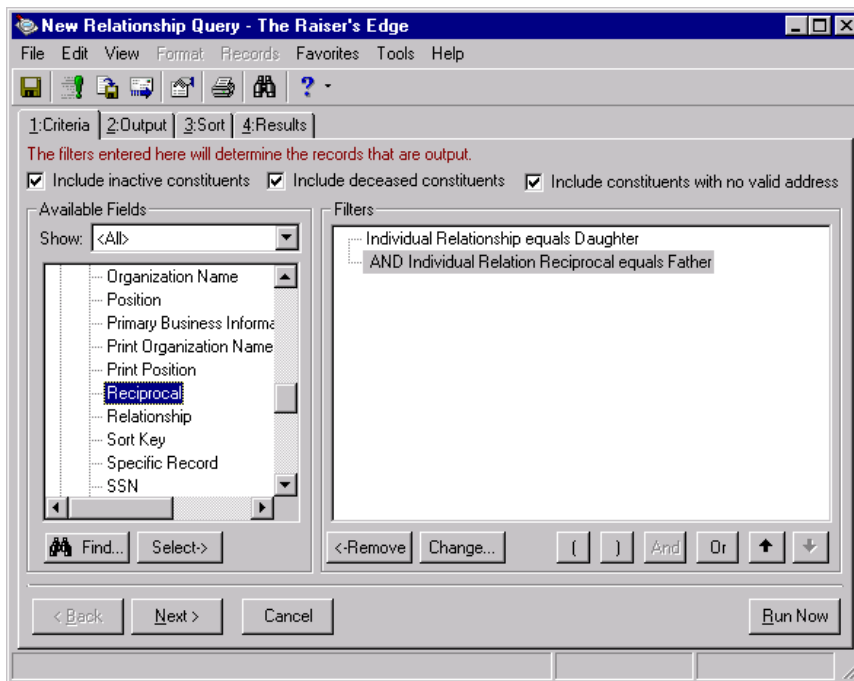 New Relationship Query - The Raiser's Edge
File Edit View Format Records Favorites Tools Help
1:Criteria 2:Output 3:Sort 4:Results
The filters entered here will determine the records that are output.
Include inactive constituents Include deceased constituents Include constituents with no valid address
Available Fields
Show: <All>
Organization Name
Position
Primary Business Informa
Print Organization Name
Print Position
Reciprocal
Relationship
Sort Key
Specific Record
SSN
Find... Select->
Filters
Individual Relationship equals Daughter
AND Individual Relation Reciprocal equals Father
<-Remove Change... ( ) And Or
< Back Next > Cancel Run Now